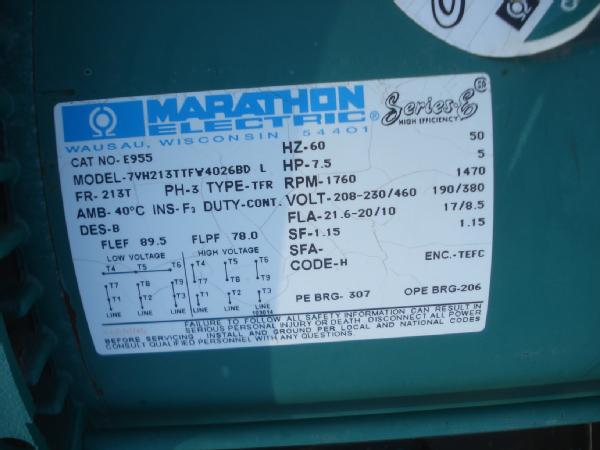 MARATHON
ELECTRIC®
Series-E
HIGH EFFICIENCY
WAUSAU, WISCONSIN 54401
CAT NO- E955
MODEL-7VH213TTFW4026BD L
FR- 213T PH-3 TYPE-TFR
AMB- 40°C INS-F2 DUTY-CONT.
DES-B
FLEF 89.5 FLPF 78.0
HZ-60 50
HP-7.5 5
RPM-1760 1470
VOLT-208-230/460 190/380
FLA-21.6-20/10 17/8.5
SF-1.15 1.15
SFA-
CODE-H ENC.-TEFC
LOW VOLTAGE HIGH VOLTAGE
T4 T5 T6 T4 T5 T6
T7 T8 T9 T7 T8 T9
T1 T2 T3 T1 T2 T3
LINE LINE LINE LINE LINE LINE
103014
PE BRG- 307 OPE BRG-206
FAILURE TO FOLLOW ALL SAFETY INFORMATION CAN RESULT IN
SERIOUS PERSONAL INJURY OR DEATH DISCONNECT ALL POWER
BEFORE SERVICING INSTALL AND GROUND PER LOCAL AND NATIONAL CODES
CONSULT QUALIFIED PERSONNEL WITH ANY QUESTIONS